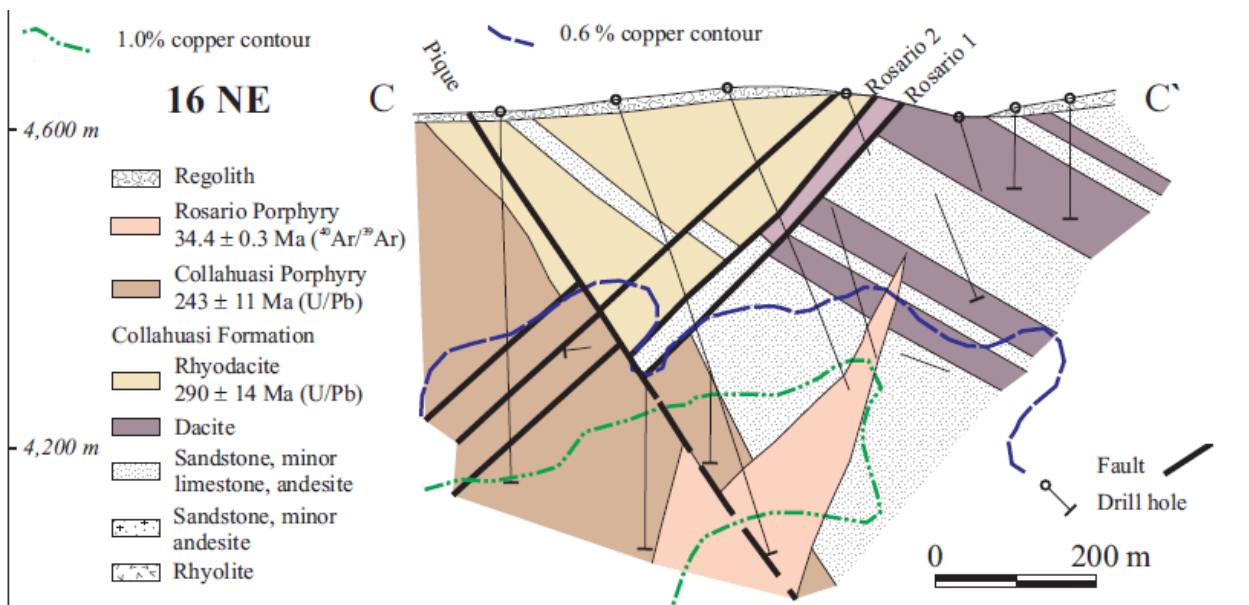 1.0% copper contour
0.6 % copper contour
16 NE
C
C`
Pique
Rosario 2
Rosario 1
4,600 m
4,200 m
Regolith
Rosario Porphyry
34.4 ± 0.3 Ma (⁴⁰Ar/³⁹Ar)
Collahuasi Porphyry
243 ± 11 Ma (U/Pb)
Collahuasi Formation
Rhyodacite
290 ± 14 Ma (U/Pb)
Dacite
Sandstone, minor
limestone, andesite
Sandstone, minor
andesite
Rhyolite
Fault
Drill hole
0 200 m